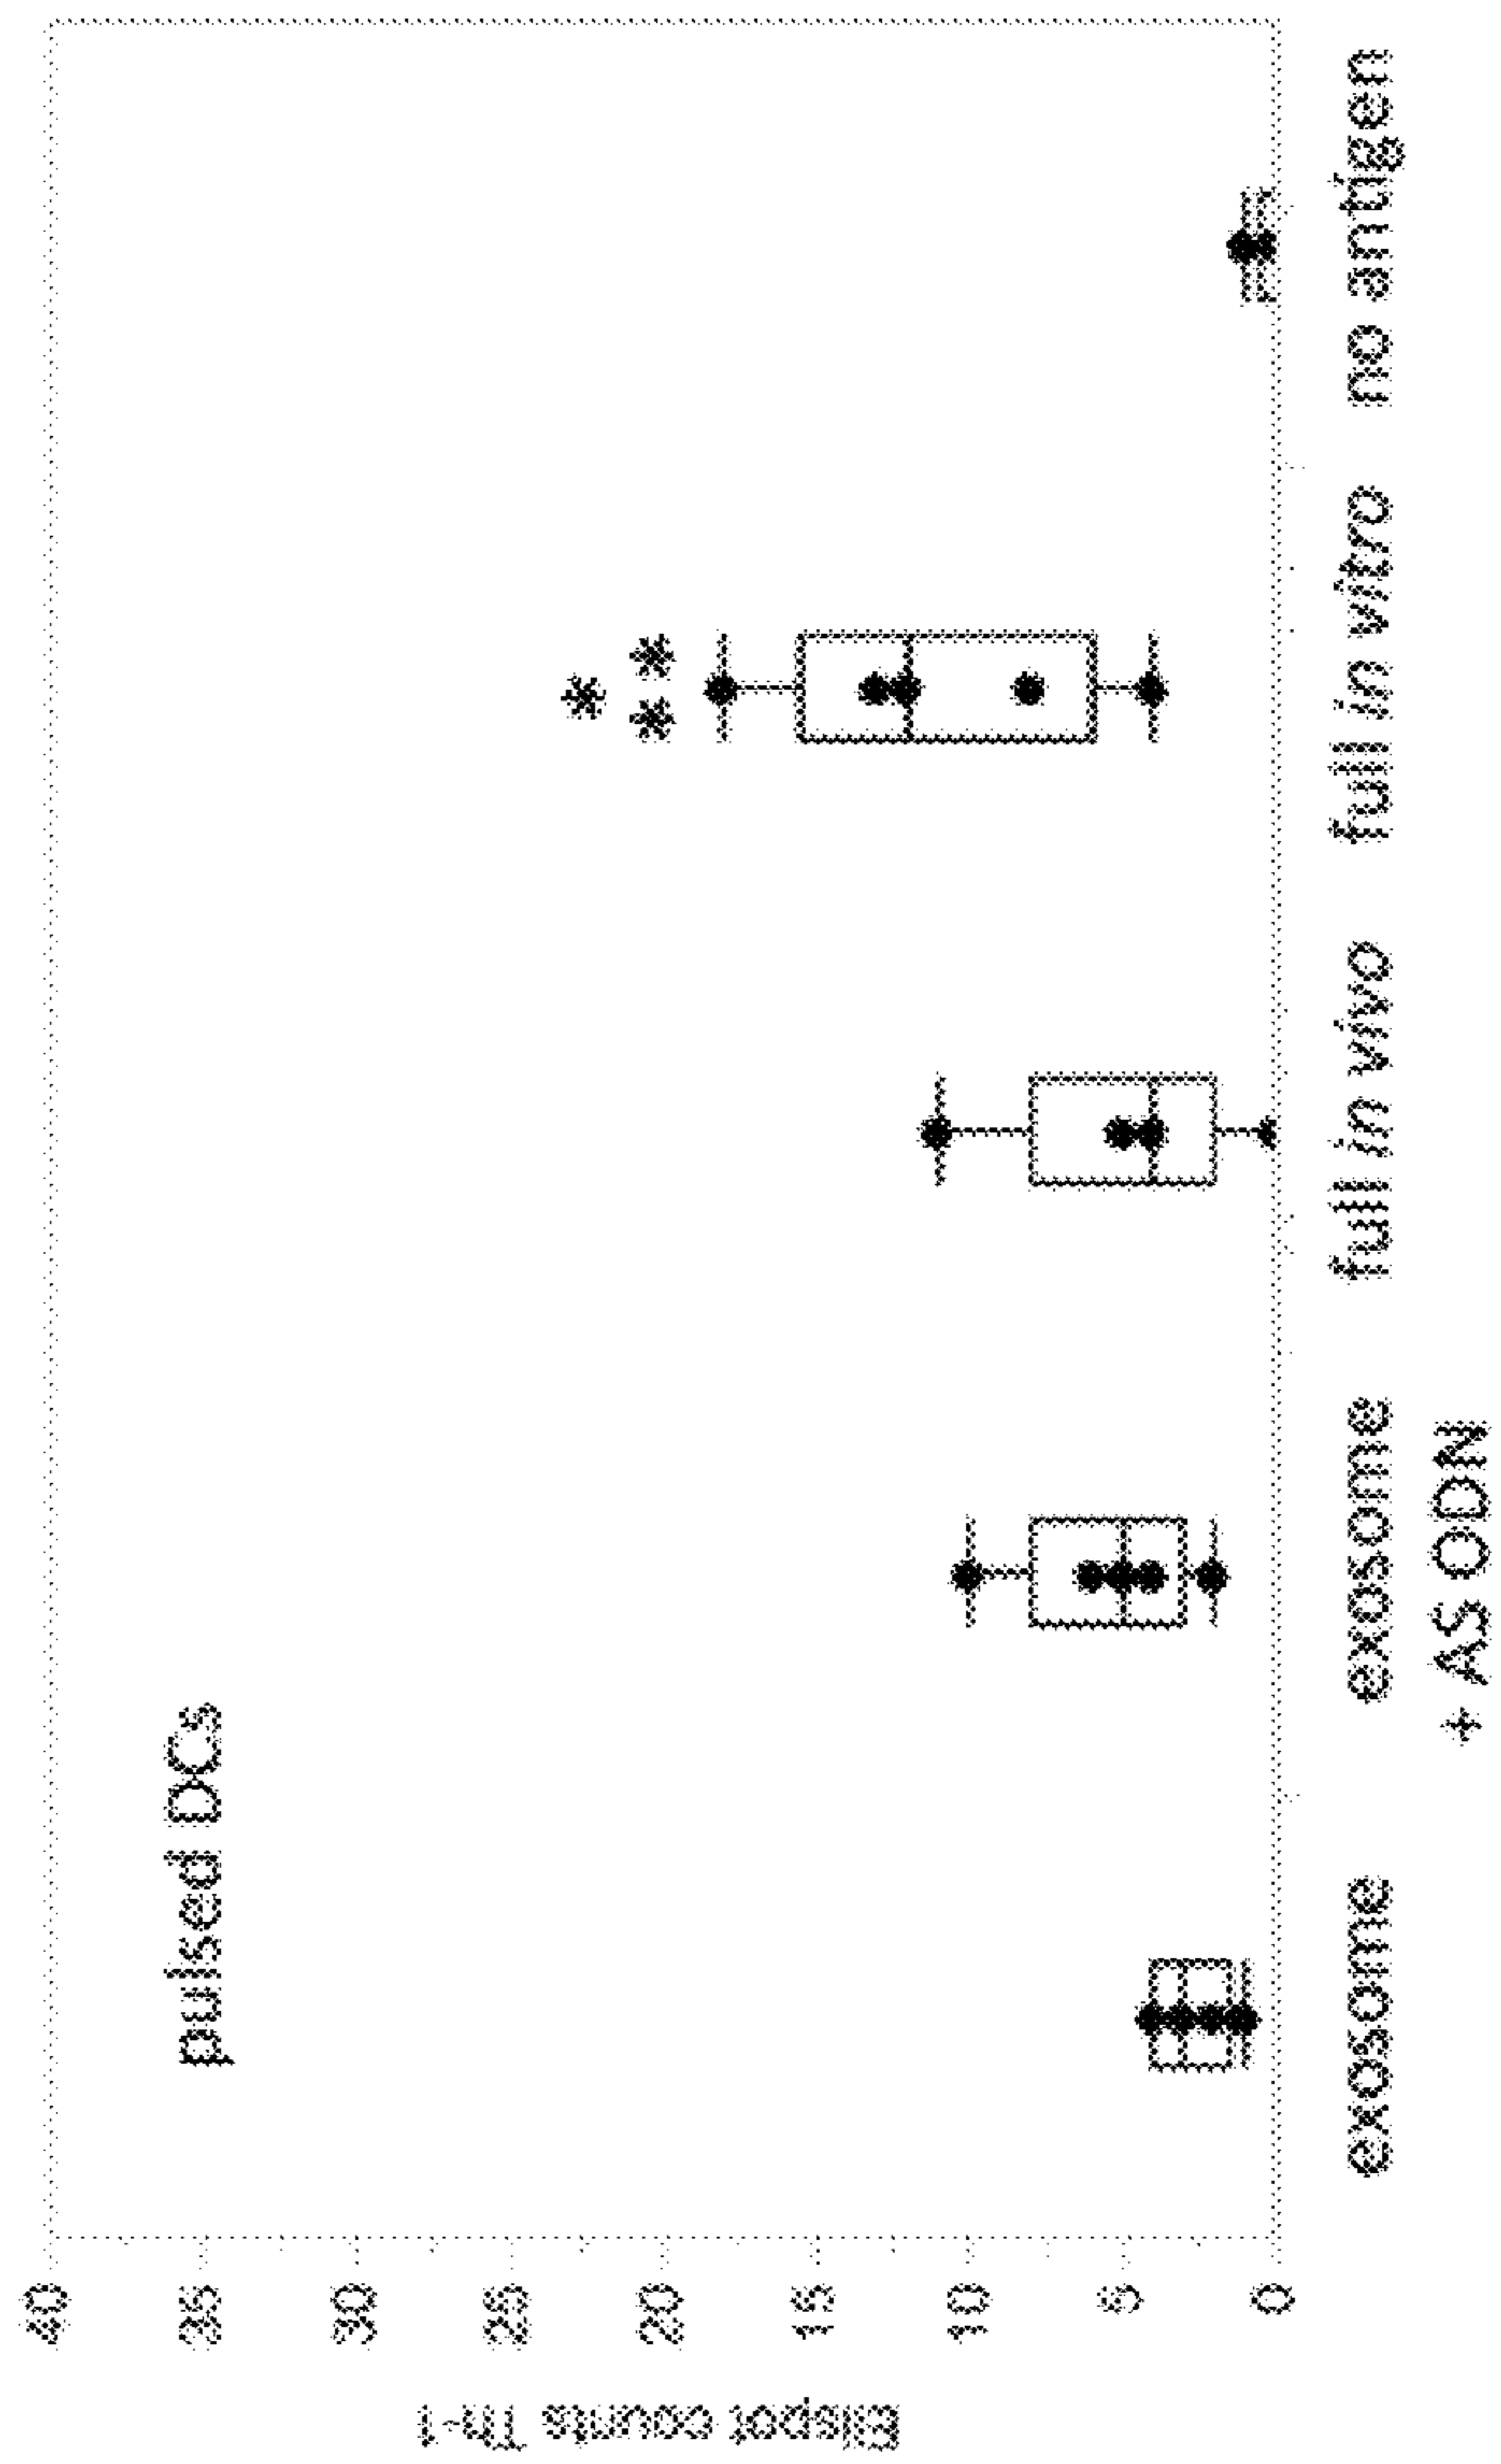 pulsed DCs
Elispot counts Th-1
40
35
30
25
20
15
10
5
0
exosome
exosome
+ AS ODN
full in vivo
full in vitro
no antigen
*
* *